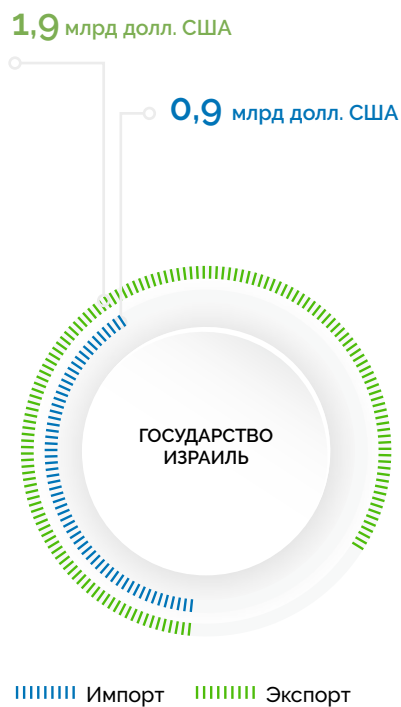 1,9 млрд долл. США
0,9 млрд долл. США
ГОСУДАРСТВО
ИЗРАИЛЬ
Импорт Экспорт